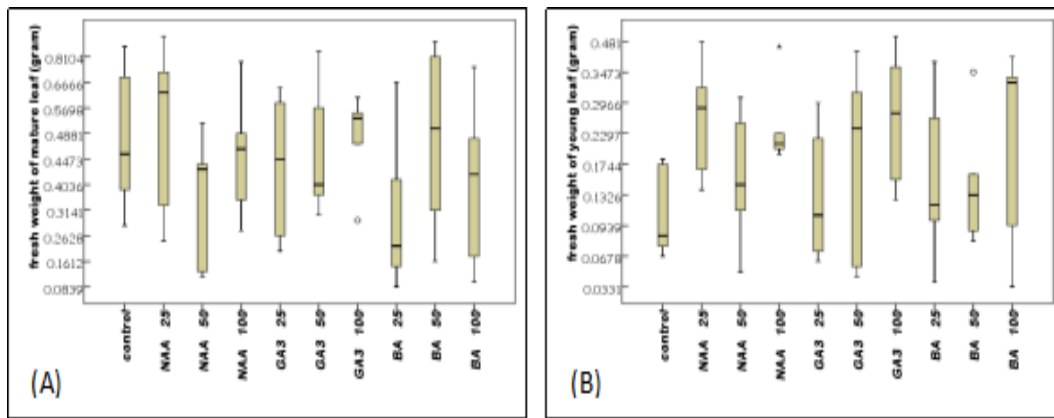 fresh weight of mature leaf (gram)
0.8104
0.6666
0.5698
0.4881
0.4473
0.4036
0.3141
0.2628
0.1612
0.0839
control
NAA 25
NAA 50
NAA 100
GA3 25
GA3 50
GA3 100
BA 25
BA 50
BA 100
(A)
fresh weight of young leaf (gram)
0.481
0.3473
0.2966
0.2297
0.1744
0.1326
0.0939
0.0678
0.0331
control
NAA 25
NAA 50
NAA 100
GA3 25
GA3 50
GA3 100
BA 25
BA 50
BA 100
(B)